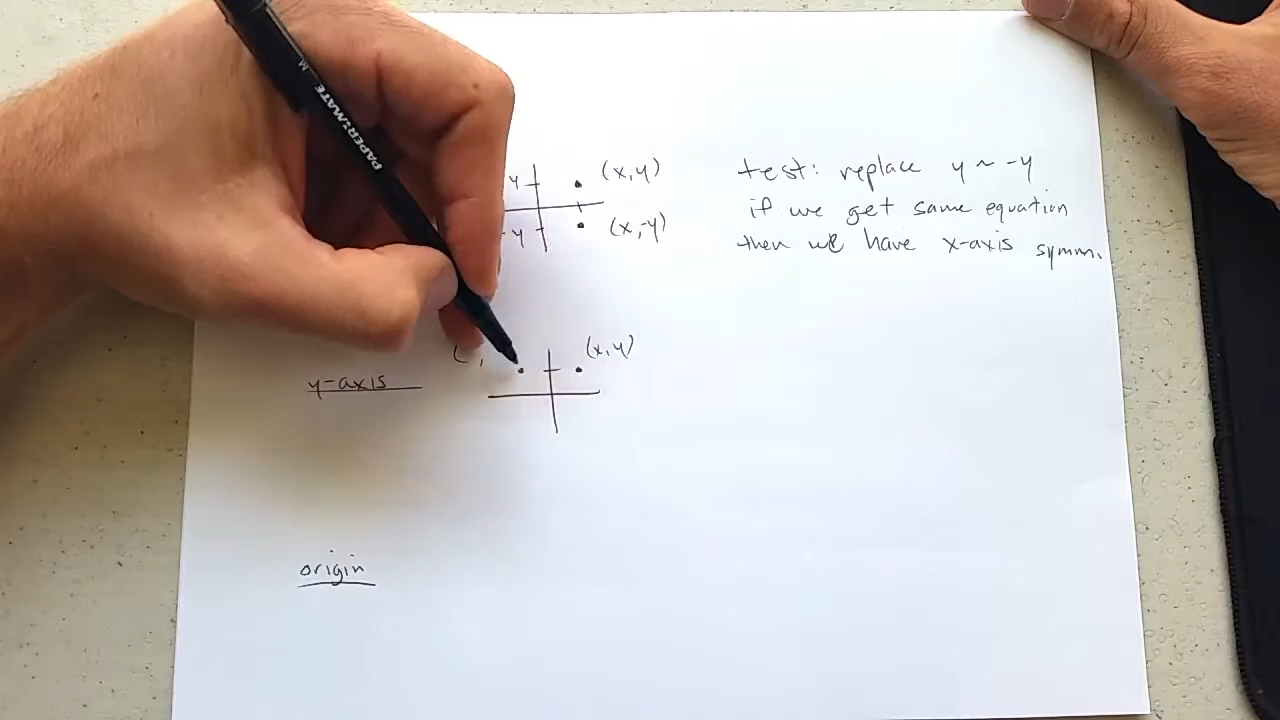 PAPER:MATE M
y (x,y)
-y (x,-y)
test: replace y ~ -y
if we get same equation
then we have x-axis symm.
( , (x,y)
y-axis
origin